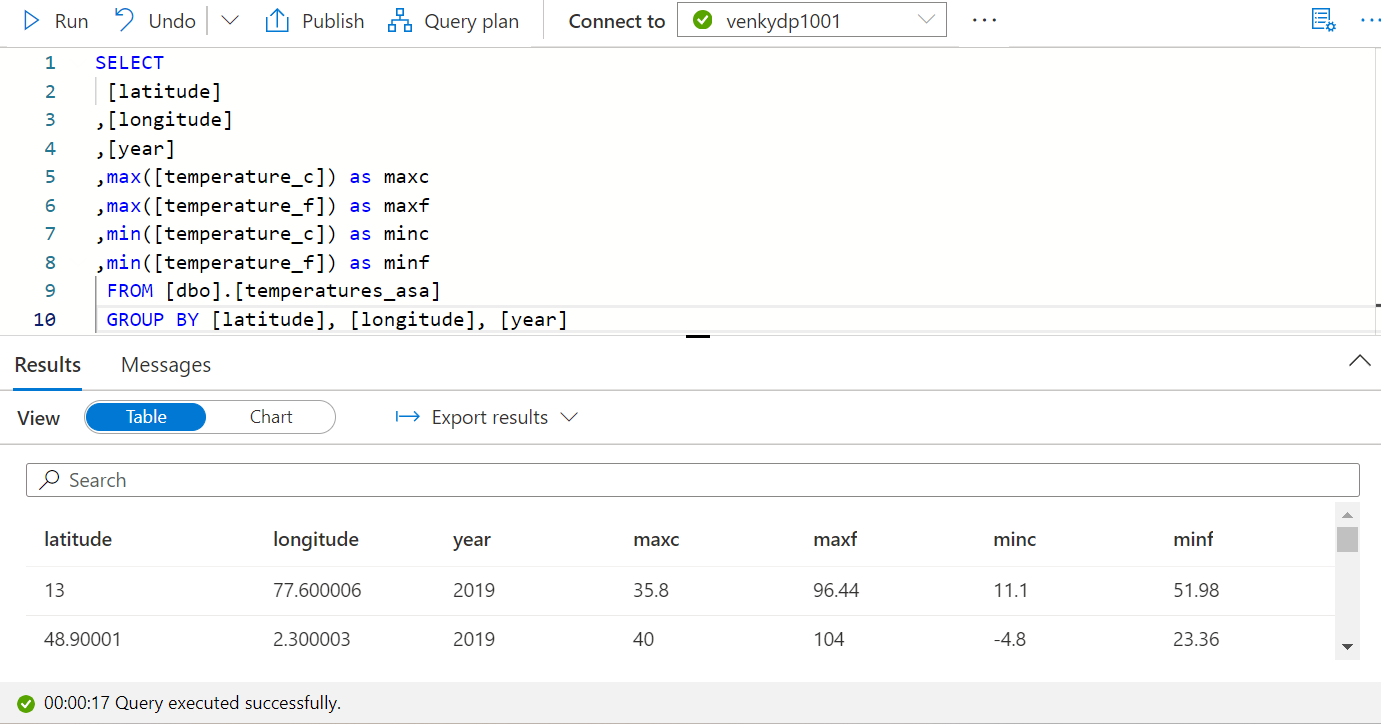 Run Undo Publish Query plan Connect to venkydp1001 ...
1 SELECT
2 [latitude]
3 ,[longitude]
4 ,[year]
5 ,max([temperature_c]) as maxc
6 ,max([temperature_f]) as maxf
7 ,min([temperature_c]) as minc
8 ,min([temperature_f]) as minf
9 FROM [dbo].[temperatures_asa]
10 GROUP BY [latitude], [longitude], [year]
Results Messages
View Table Chart Export results
Search
latitude longitude year maxc maxf minc minf
13 77.600006 2019 35.8 96.44 11.1 51.98
48.90001 2.300003 2019 40 104 -4.8 23.36
00:00:17 Query executed successfully.